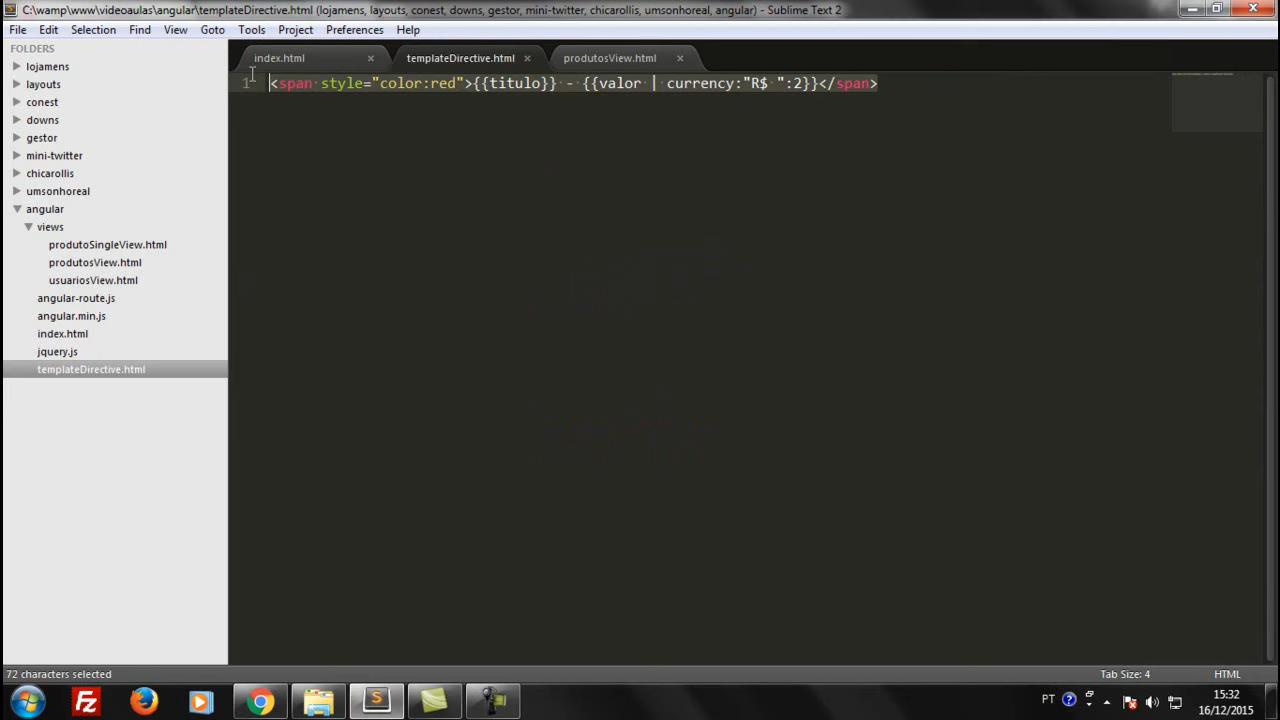 C:\wamp\www\videoaulas\angular\templateDirective.html (lojamens, layouts, conest, downs, gestor, mini-twitter, chicarollis, umsonhoreal, angular) - Sublime Text 2
File Edit Selection Find View Goto Tools Project Preferences Help
FOLDERS
lojamens
layouts
conest
downs
gestor
mini-twitter
chicarollis
umsonhoreal
angular
views
produtoSingleView.html
produtosView.html
usuariosView.html
angular-route.js
angular.min.js
index.html
jquery.js
templateDirective.html
index.html templateDirective.html produtosView.html
1 <span style="color:red">{{titulo}} - {{valor | currency:"R$ ":2}}</span>
72 characters selected Tab Size: 4 HTML
PT 15:32
16/12/2015